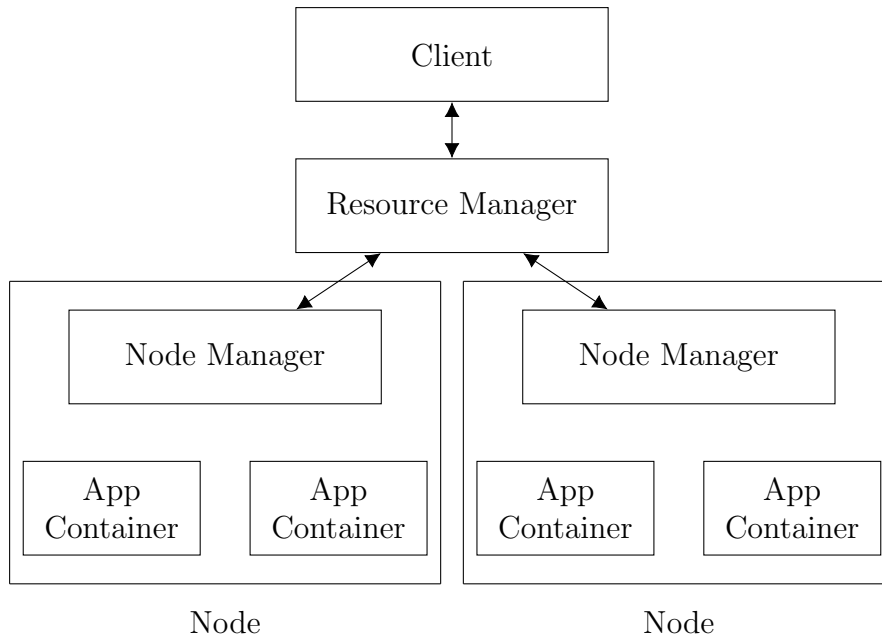 Client
Resource Manager
Node Manager
Node Manager
App
Container
App
Container
App
Container
App
Container
Node
Node